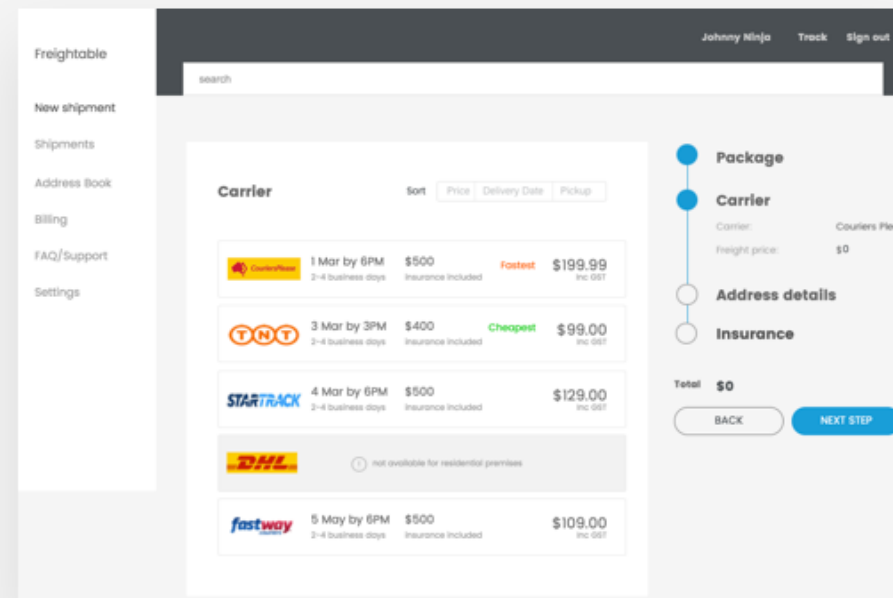 Johnny Ninja Track Sign out
Freightable
search
New shipment
Shipments
Address Book
Billing
FAQ/Support
Settings
Carrier Sort Price Delivery Date Pickup
CouriersPlease 1 Mar by 6PM $500 Fastest $199.99
2-4 business days Insurance included inc GST
TNT 3 Mar by 3PM $400 Cheapest $99.00
2-4 business days Insurance included inc GST
STARTRACK 4 Mar by 6PM $500 $129.00
2-4 business days Insurance included inc GST
DHL not available for residential premises
fastway couriers 5 May by 6PM $500 $109.00
2-4 business days Insurance included inc GST
Package
Carrier
Carrier: Couriers Ple
Freight price: $0
Address details
Insurance
Total $0
BACK NEXT STEP